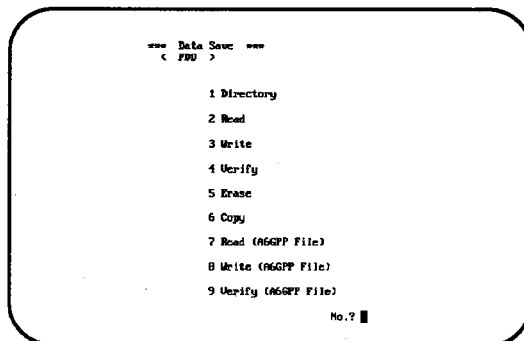 *** Data Save ***
< FDD >
1 Directory
2 Read
3 Write
4 Verify
5 Erase
6 Copy
7 Read (A6GPP File)
8 Write (A6GPP File)
9 Verify (A6GPP File)
No.?